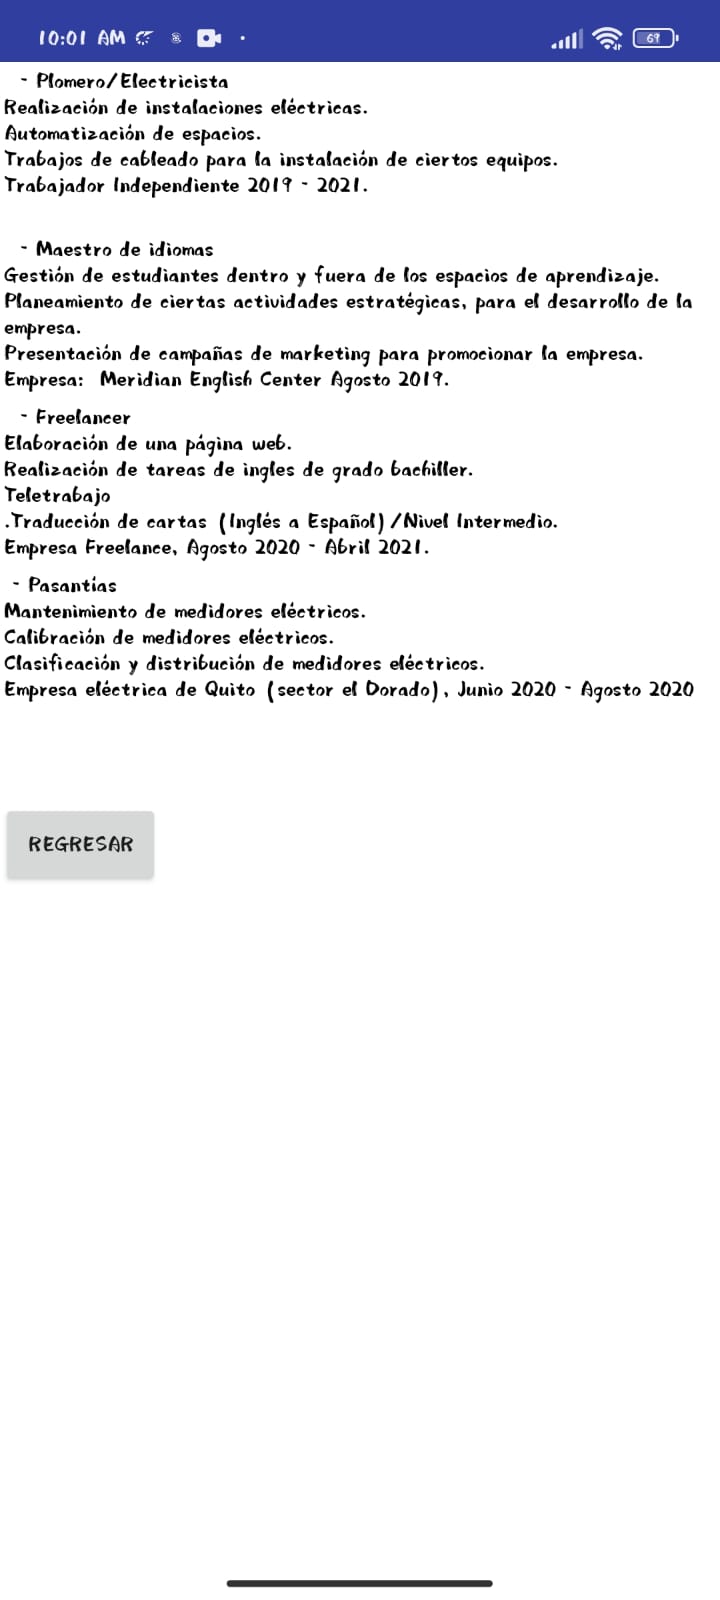 10:01 AM
69
- Plomero/Electricista
Realización de instalaciones eléctricas.
Automatización de espacios.
Trabajos de cableado para la instalación de ciertos equipos.
Trabajador Independiente 2019 - 2021.
- Maestro de idiomas
Gestión de estudiantes dentro y fuera de los espacios de aprendizaje.
Planeamiento de ciertas actividades estratégicas, para el desarrollo de la
empresa.
Presentación de campañas de marketing para promocionar la empresa.
Empresa:  Meridian English Center Agosto 2019.
- Freelancer
Elaboración de una página web.
Realización de tareas de ingles de grado bachiller.
Teletrabajo
.Traducción de cartas (Inglés a Español)/Nivel Intermedio.
Empresa Freelance, Agosto 2020 - Abril 2021.
- Pasantías
Mantenimiento de medidores eléctricos.
Calibración de medidores eléctricos.
Clasificación y distribución de medidores eléctricos.
Empresa eléctrica de Quito (sector el Dorado), Junio 2020 - Agosto 2020
REGRESAR